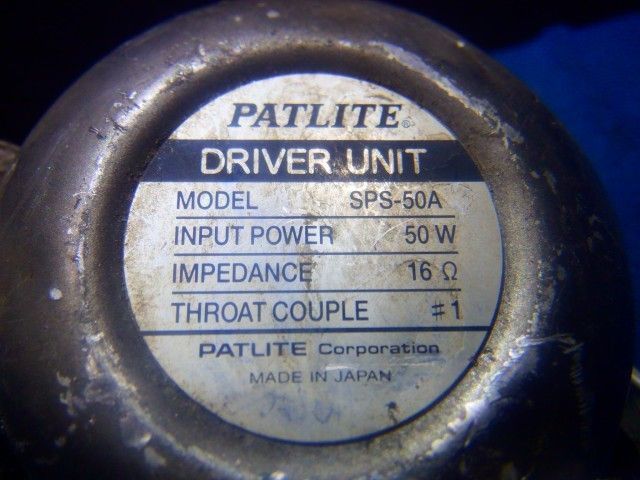 PATLITE®
DRIVER UNIT
MODEL SPS-50A
INPUT POWER 50 W
IMPEDANCE 16 Ω
THROAT COUPLE ♯1
PATLITE Corporation
MADE IN JAPAN